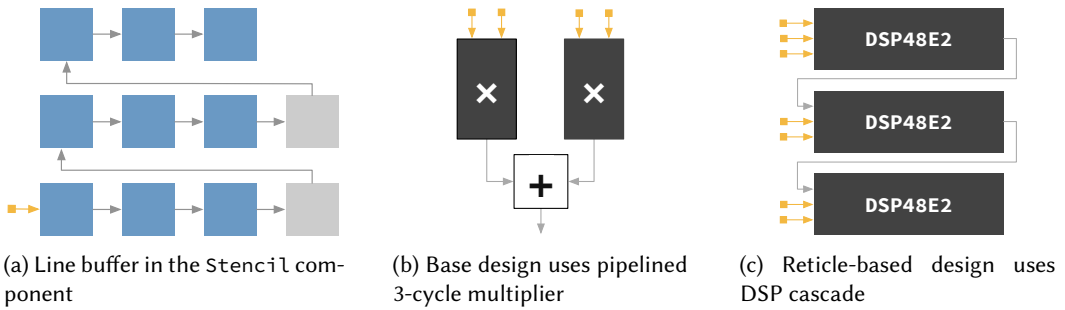 ×
×
+
DSP48E2
DSP48E2
DSP48E2
(a) Line buffer in the Stencil com-
ponent
(b) Base design uses pipelined
3-cycle multiplier
(c) Reticle-based design uses
DSP cascade